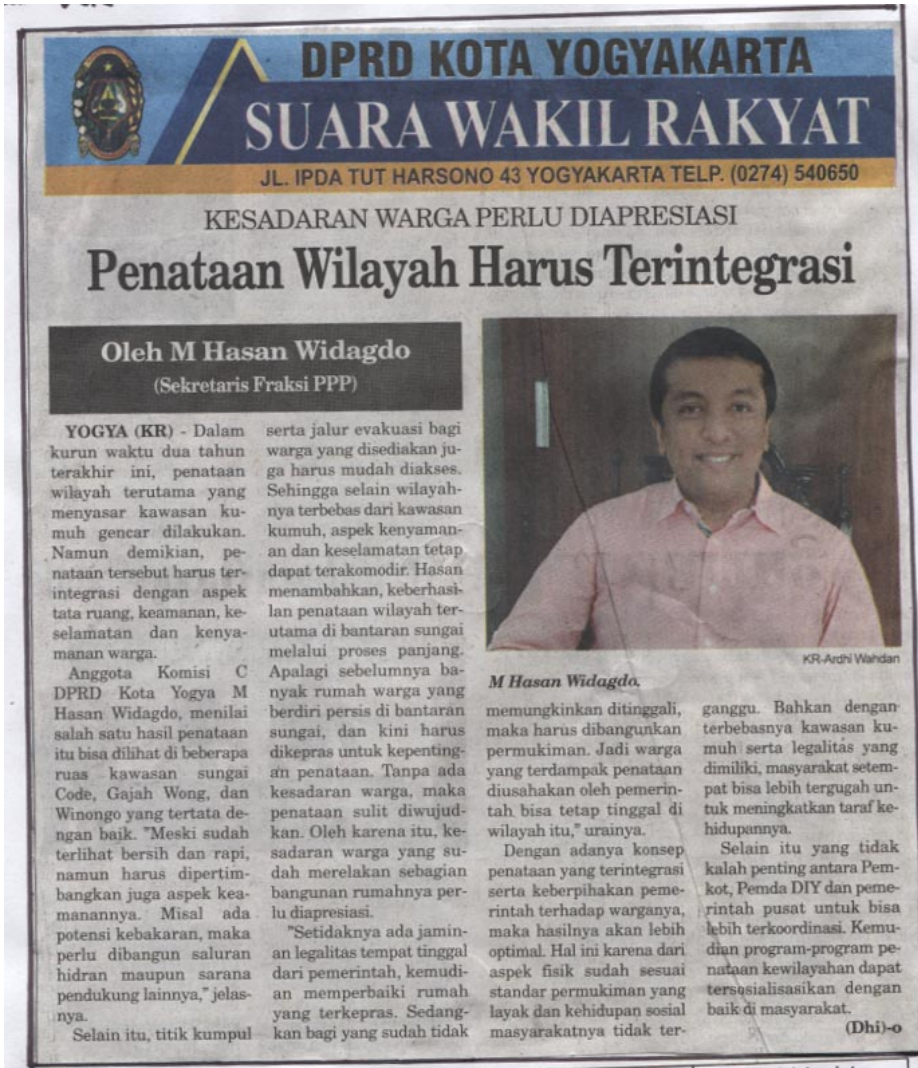 DPRD KOTA YOGYAKARTA
SUARA WAKIL RAKYAT
JL. IPDA TUT HARSONO 43 YOGYAKARTA TELP. (0274) 540650
KESADARAN WARGA PERLU DIAPRESIASI
Penataan Wilayah Harus Terintegrasi
Oleh M Hasan Widagdo
(Sekretaris Fraksi PPP)
YOGYA (KR) - Dalam
kurun waktu dua tahun
terakhir ini, penataan
wilayah terutama yang
menyasar kawasan ku-
muh gencar dilakukan.
Namun demikian, pe-
nataan tersebut harus ter-
integrasi dengan aspek
tata ruang, keamanan, ke-
selamatan dan kenya-
manan warga.
Anggota Komisi C
DPRD Kota Yogya M
Hasan Widagdo, menilai
salah satu hasil penataan
itu bisa dilihat di beberapa
ruas kawasan sungai
Code, Gajah Wong, dan
Winongo yang tertata de-
ngan baik. "Meski sudah
terlihat bersih dan rapi,
namun harus dipertim-
bangkan juga aspek kea-
manannya. Misal ada
potensi kebakaran, maka
perlu dibangun saluran
hidran maupun sarana
pendukung lainnya," jelas-
nya.
Selain itu, titik kumpul
serta jalur evakuasi bagi
warga yang disediakan ju-
ga harus mudah diakses.
Sehingga selain wilayah-
nya terbebas dari kawasan
kumuh, aspek kenyaman-
an dan keselamatan tetap
dapat terakomodir. Hasan
menambahkan, keberhasi-
lan penataan wilayah ter-
utama di bantaran sungai
melalui proses panjang.
Apalagi sebelumnya ba-
nyak rumah warga yang
berdiri persis di bantaran
sungai, dan kini harus
dikepras untuk kepenting-
an penataan. Tanpa ada
kesadaran warga, maka
penataan sulit diwujud-
kan. Oleh karena itu, ke-
sadaran warga yang su-
dah merelakan sebagian
bangunan rumahnya per-
lu diapresiasi.
"Setidaknya ada jamin-
an legalitas tempat tinggal
dari pemerintah, kemudi-
an memperbaiki rumah
yang terkepras. Sedang-
kan bagi yang sudah tidak
KR-Ardhi Wahdan
M Hasan Widagdo.
memungkinkan ditinggali,
maka harus dibangunkan
permukiman. Jadi warga
yang terdampak penataan
diusahakan oleh pemerin-
tah bisa tetap tinggal di
wilayah itu," urainya.
Dengan adanya konsep
penataan yang terintegrasi
serta keberpihakan peme-
rintah terhadap warganya,
maka hasilnya akan lebih
optimal. Hal ini karena dari
aspek fisik sudah sesuai
standar permukiman yang
layak dan kehidupan sosial
masyarakatnya tidak ter-
ganggu. Bahkan dengan
terbebasnya kawasan ku-
muh serta legalitas yang
dimiliki, masyarakat setem-
pat bisa lebih tergugah un-
tuk meningkatkan taraf ke-
hidupannya.
Selain itu yang tidak
kalah penting antara Pem-
kot, Pemda DIY dan peme-
rintah pusat untuk bisa
lebih terkoordinasi. Kemu-
dian program-program pe-
nataan kewilayahan dapat
tersosialisasikan dengan
baik di masyarakat.
(Dhi)-o